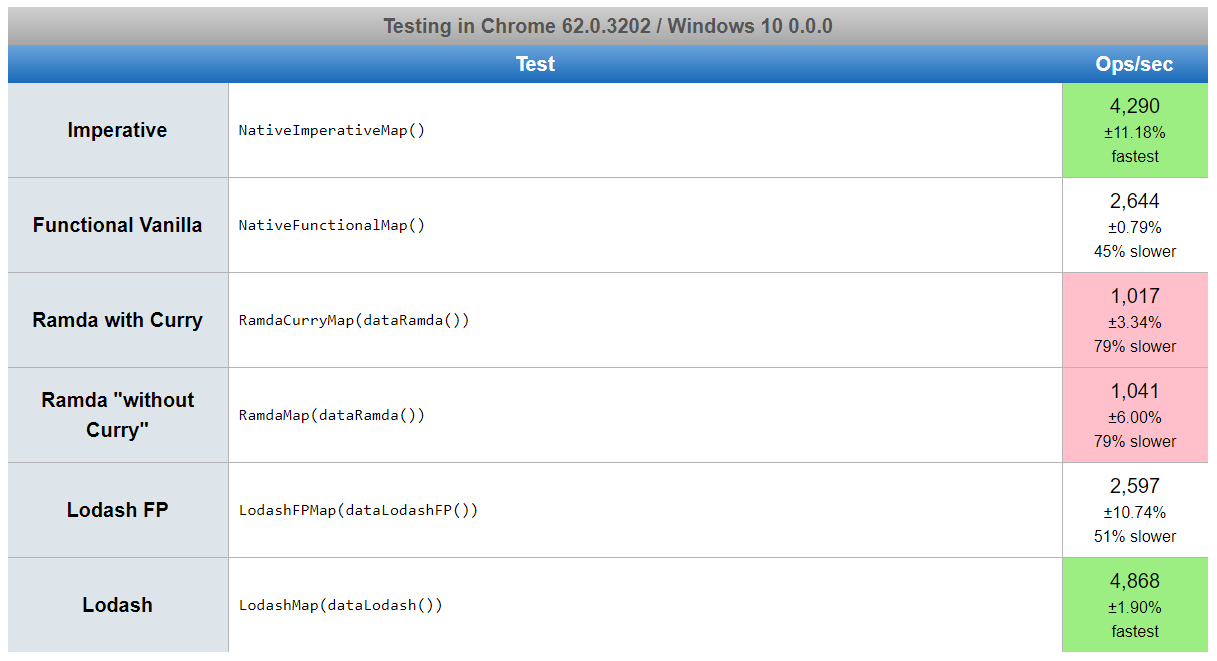 Testing in Chrome 62.0.3202 / Windows 10 0.0.0
Test Ops/sec
Imperative NativeImperativeMap() 4,290
±11.18%
fastest
Functional Vanilla NativeFunctionalMap() 2,644
±0.79%
45% slower
Ramda with Curry RamdaCurryMap(dataRamda()) 1,017
±3.34%
79% slower
Ramda "without
Curry" RamdaMap(dataRamda()) 1,041
±6.00%
79% slower
Lodash FP LodashFPMap(dataLodashFP()) 2,597
±10.74%
51% slower
Lodash LodashMap(dataLodash()) 4,868
±1.90%
fastest